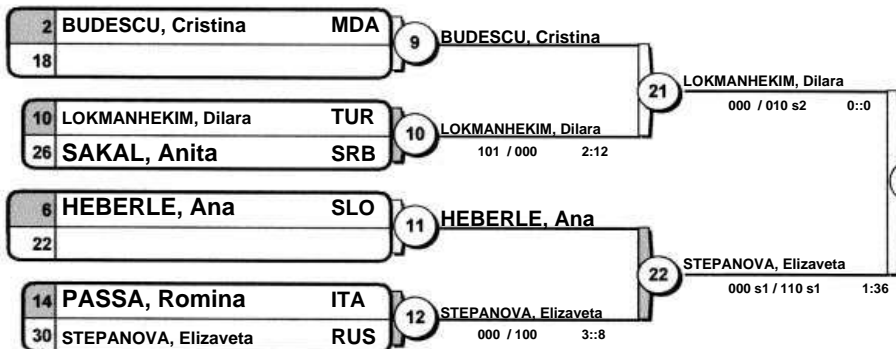 2 BUDESCU, Cristina MDA
18
9 BUDESCU, Cristina
10 LOKMANHEKIM, Dilara TUR
26 SAKAL, Anita SRB
10 LOKMANHEKIM, Dilara
101 / 000 2:12
21 LOKMANHEKIM, Dilara
000 / 010 s2 0::0
6 HEBERLE, Ana SLO
22
11 HEBERLE, Ana
14 PASSA, Romina ITA
30 STEPANOVA, Elizaveta RUS
12 STEPANOVA, Elizaveta
000 / 100 3::8
22 STEPANOVA, Elizaveta
000 s1 / 110 s1 1:36